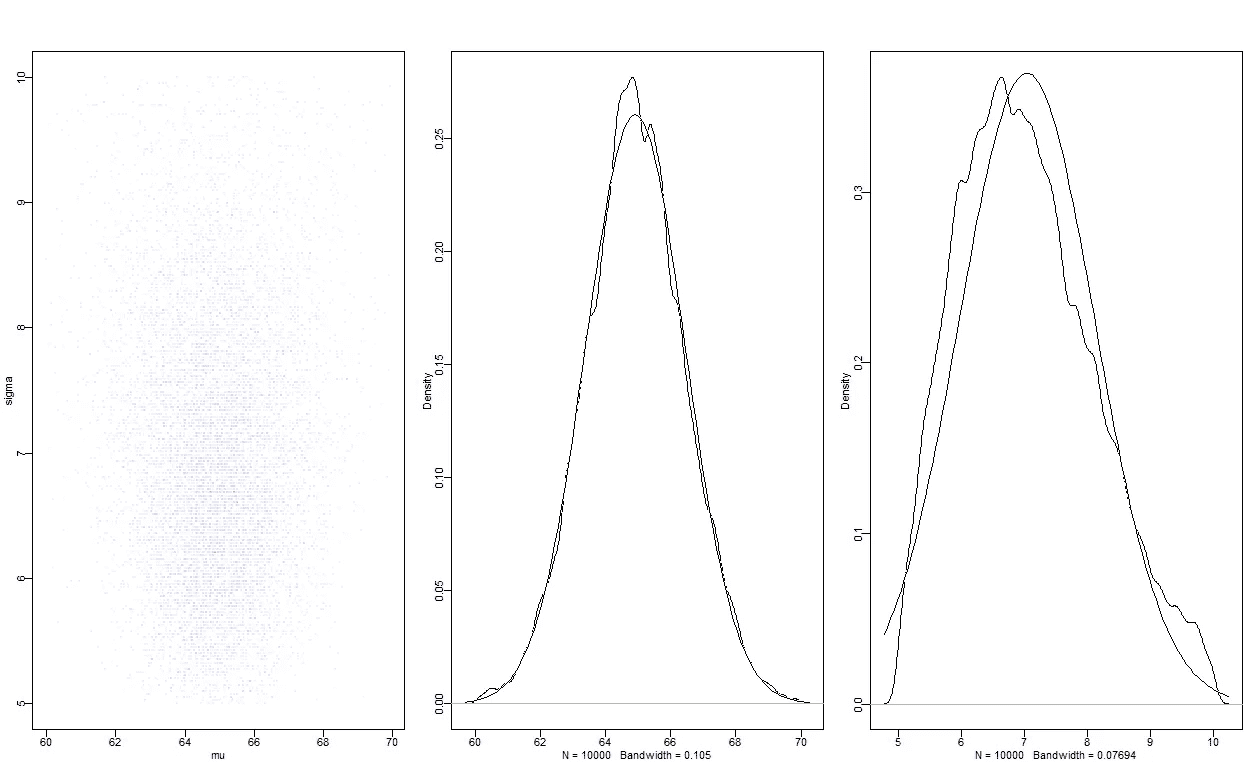 10
9
8
7
6
5
sigma
60 62 64 66 68 70
mu
0.25
0.20
0.15
0.10
0.05
0.00
Density
60 62 64 66 68 70
N = 10000 Bandwidth = 0.105
0.3
0.2
0.1
0.0
Density
5 6 7 8 9 10
N = 10000 Bandwidth = 0.07694